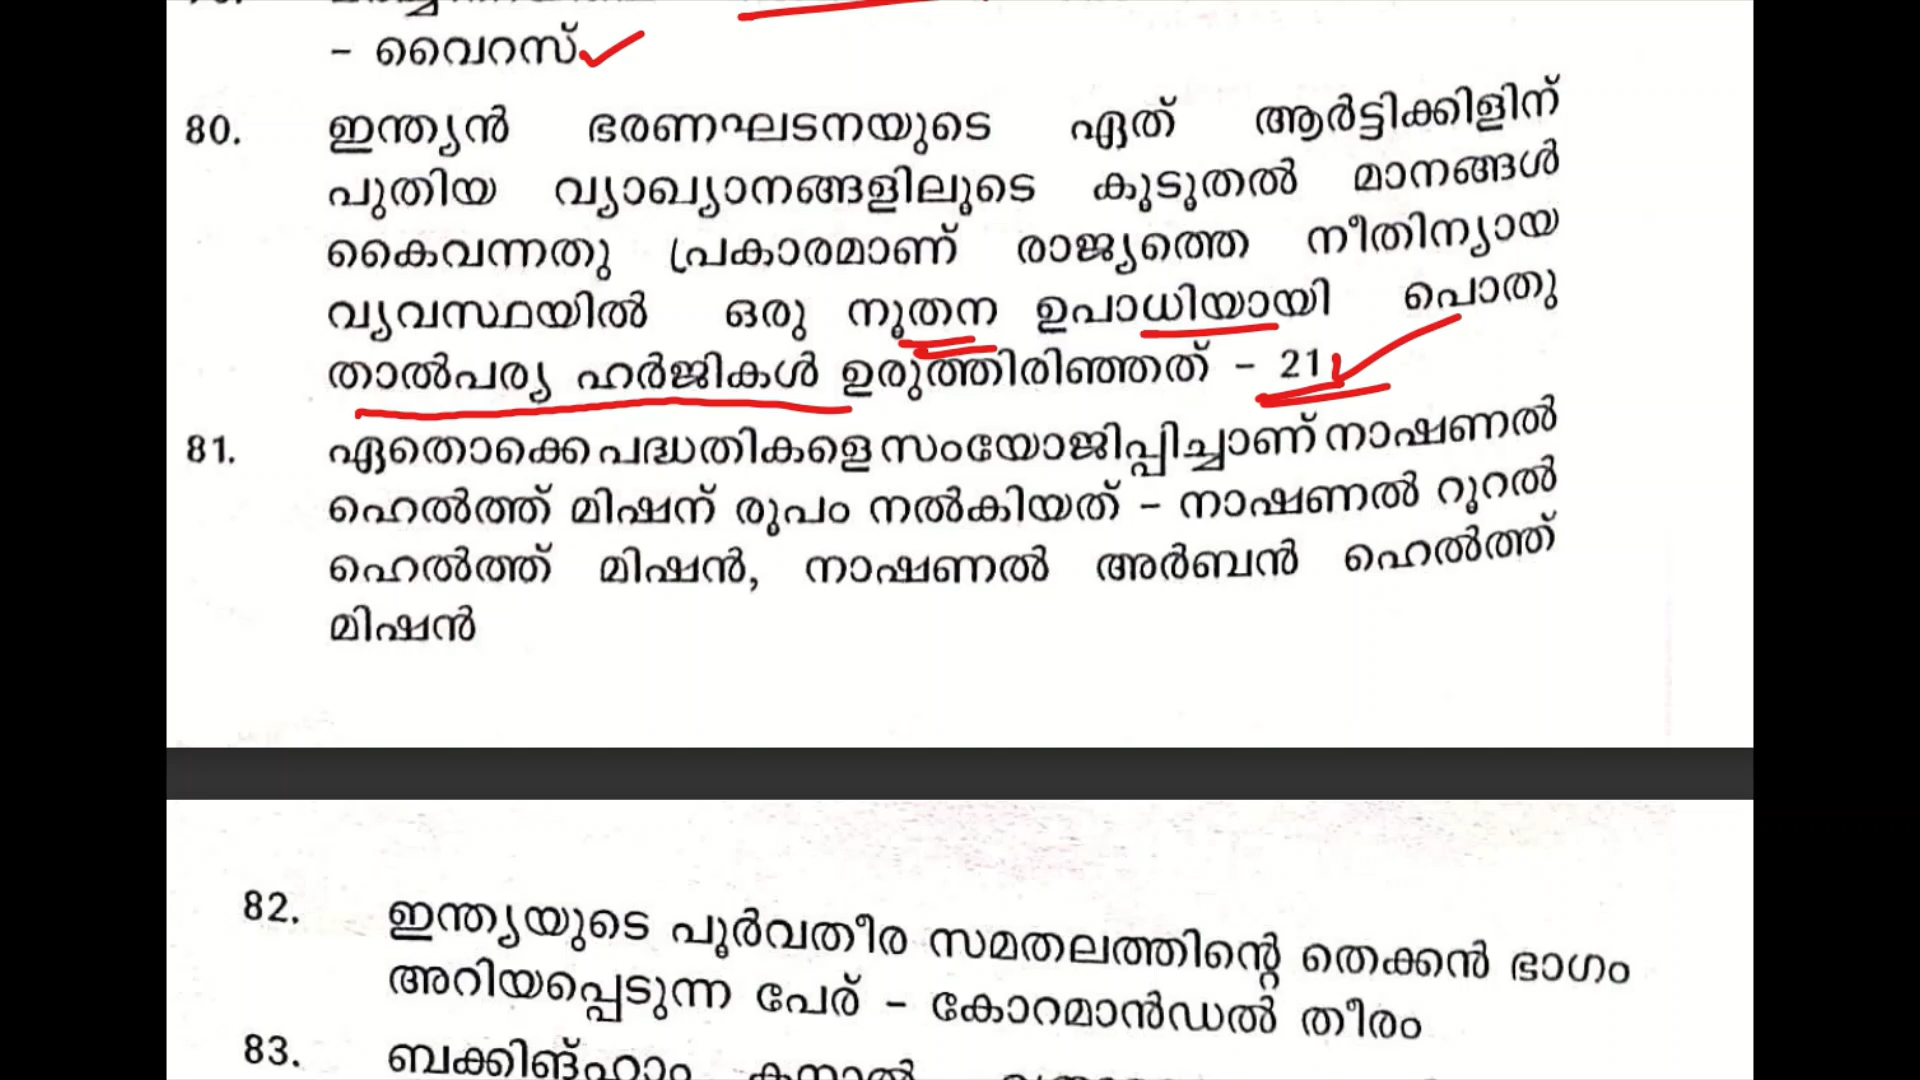 - വൈറസ്
80. ഇന്ത്യൻ ഭരണഘടനയുടെ ഏത് ആർട്ടിക്കിളിന്
പുതിയ വ്യാഖ്യാനങ്ങളിലൂടെ കൂടുതൽ മാനങ്ങൾ
കൈവന്നതു പ്രകാരമാണ് രാജ്യത്തെ നീതിന്യായ
വ്യവസ്ഥയിൽ ഒരു നൂതന ഉപാധിയായി പൊതു
താൽപര്യ ഹർജികൾ ഉരുത്തിരിഞ്ഞത് - 21
81. ഏതൊക്കെ പദ്ധതികളെ സംയോജിപ്പിച്ചാണ് നാഷണൽ
ഹെൽത്ത് മിഷന് രൂപം നൽകിയത് - നാഷണൽ റൂറൽ
ഹെൽത്ത് മിഷൻ, നാഷണൽ അർബൻ ഹെൽത്ത്
മിഷൻ
82. ഇന്ത്യയുടെ പൂർവതീര സമതലത്തിന്റെ തെക്കൻ ഭാഗം
അറിയപ്പെടുന്ന പേര് - കോറമാൻഡൽ തീരം
83. ബക്കിങ്ഹാം കനാൽ